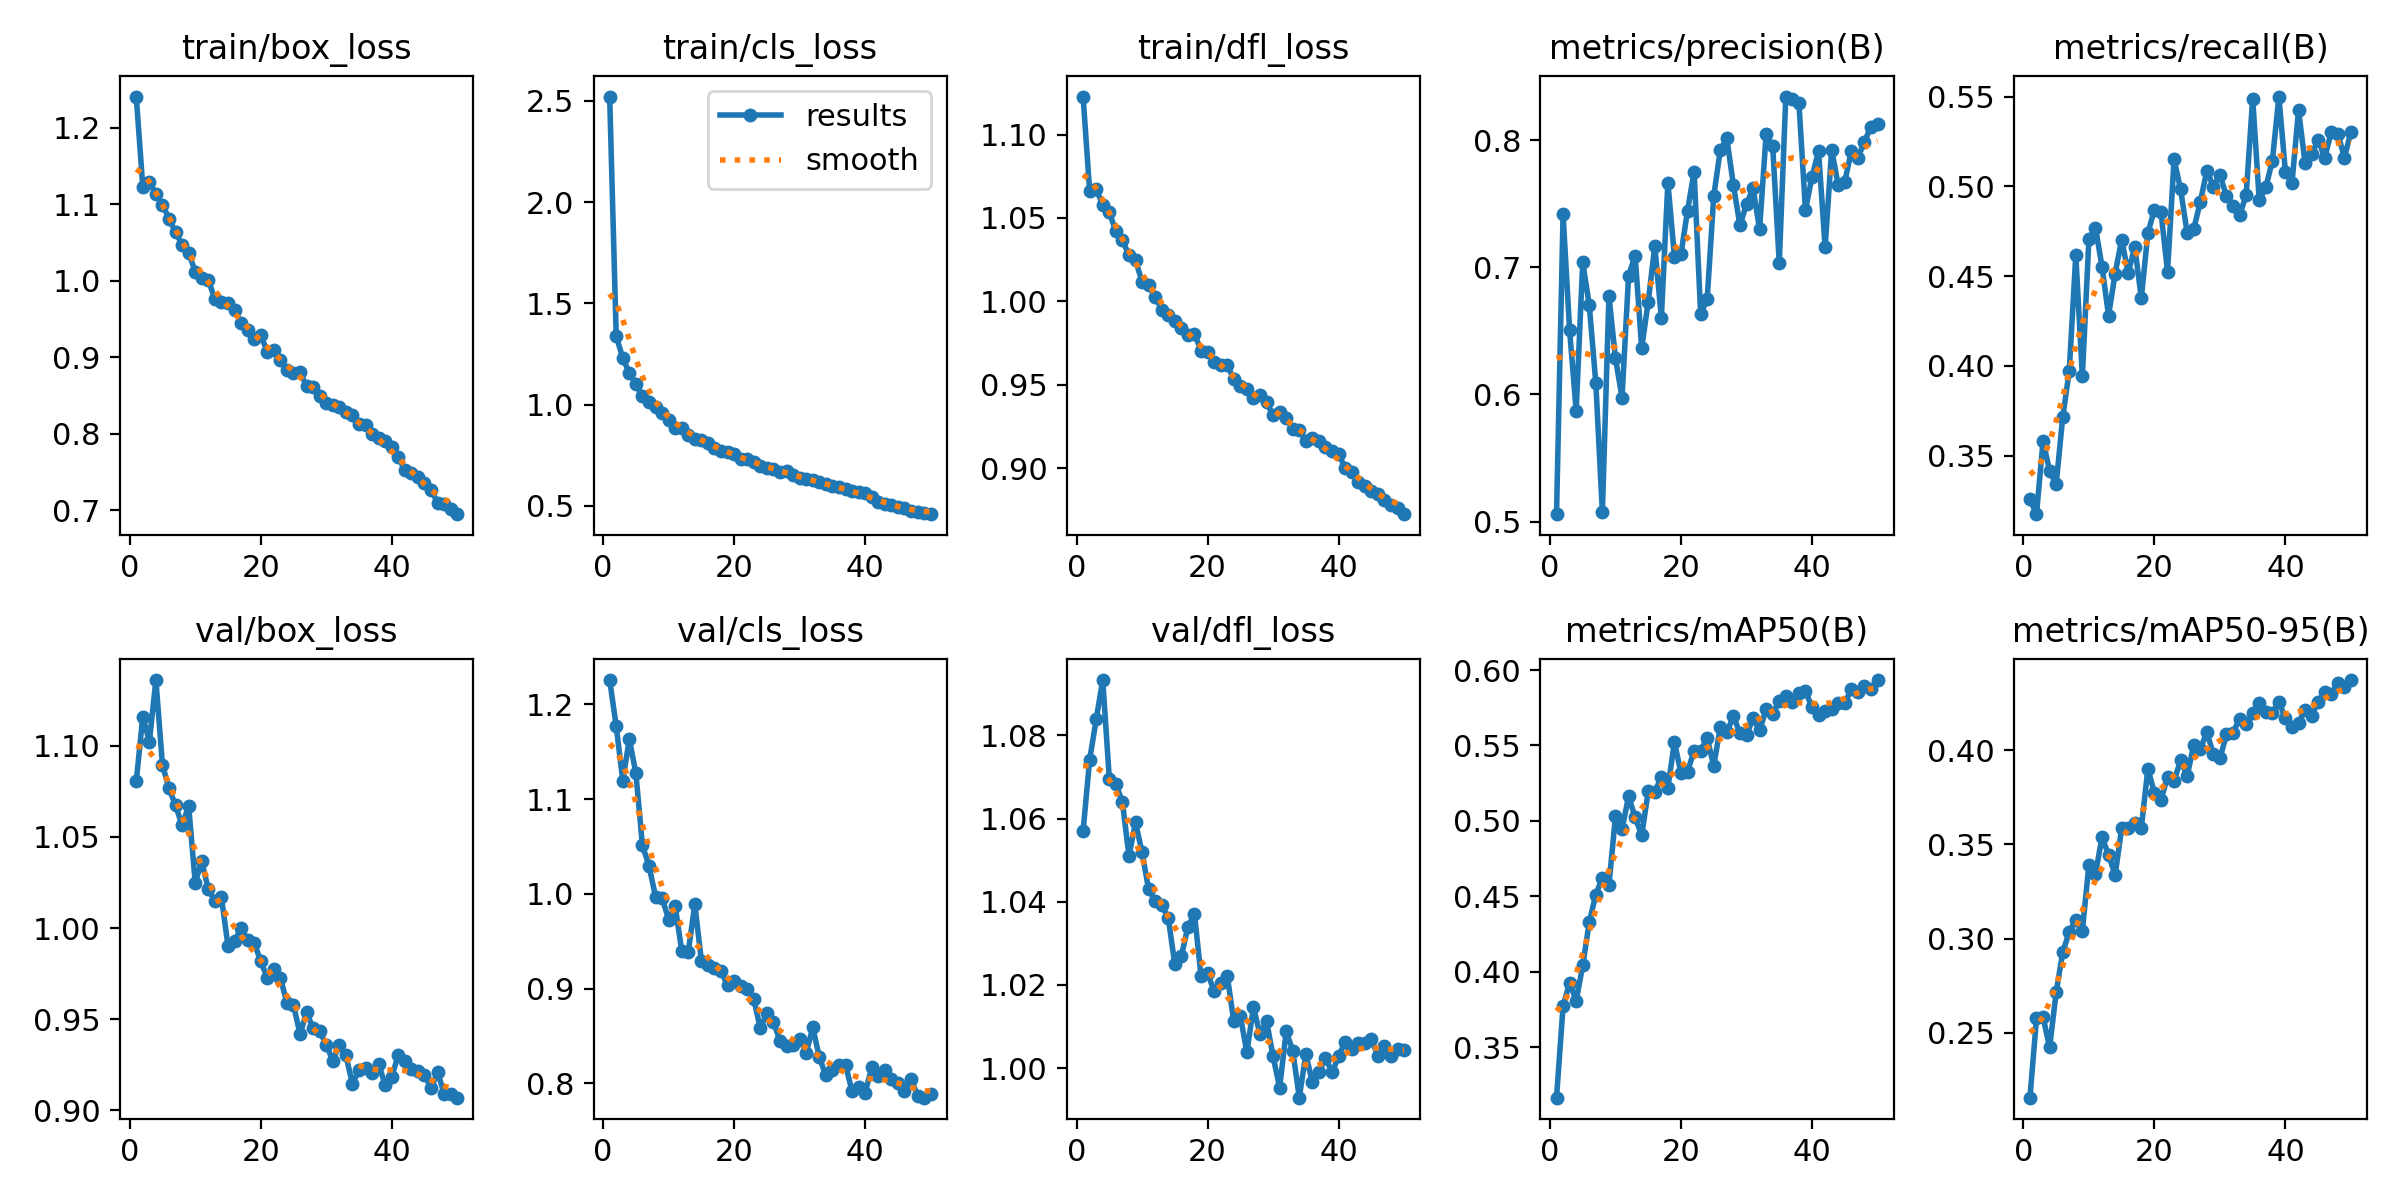 train/box_loss
1.2
1.1
1.0
0.9
0.8
0.7
0 20 40
train/cls_loss
results
smooth
2.5
2.0
1.5
1.0
0.5
0 20 40
train/dfl_loss
1.10
1.05
1.00
0.95
0.90
0 20 40
metrics/precision(B)
0.8
0.7
0.6
0.5
0 20 40
metrics/recall(B)
0.55
0.50
0.45
0.40
0.35
0 20 40
val/box_loss
1.10
1.05
1.00
0.95
0.90
0 20 40
val/cls_loss
1.2
1.1
1.0
0.9
0.8
0 20 40
val/dfl_loss
1.08
1.06
1.04
1.02
1.00
0 20 40
metrics/mAP50(B)
0.60
0.55
0.50
0.45
0.40
0.35
0 20 40
metrics/mAP50-95(B)
0.40
0.35
0.30
0.25
0 20 40